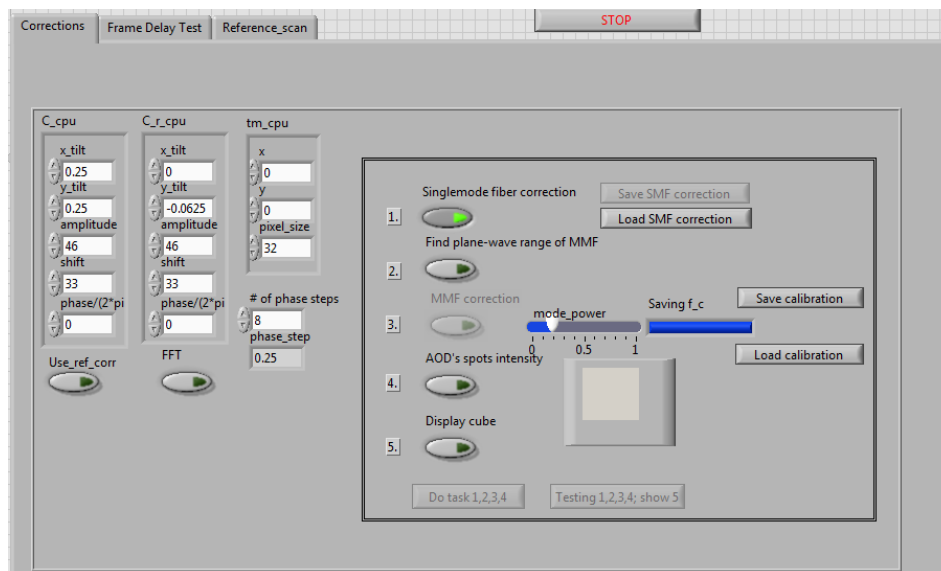 STOP
Corrections
Frame Delay Test
Reference_scan
C_cpu
x_tilt
0.25
y_tilt
0.25
amplitude
46
shift
33
phase/(2*pi
0
Use_ref_corr
C_r_cpu
x_tilt
0
y_tilt
-0.0625
amplitude
46
shift
33
phase/(2*pi
0
FFT
tm_cpu
x
0
y
0
pixel_size
32
# of phase steps
8
phase_step
0.25
Singlemode fiber correction
Save SMF correction
1.
Load SMF correction
Find plane-wave range of MMF
2.
MMF correction
3.
mode_power
0 0.5 1
Saving f_c
Save calibration
Load calibration
AOD's spots intensity
4.
Display cube
5.
Do task 1,2,3,4
Testing 1,2,3,4; show 5